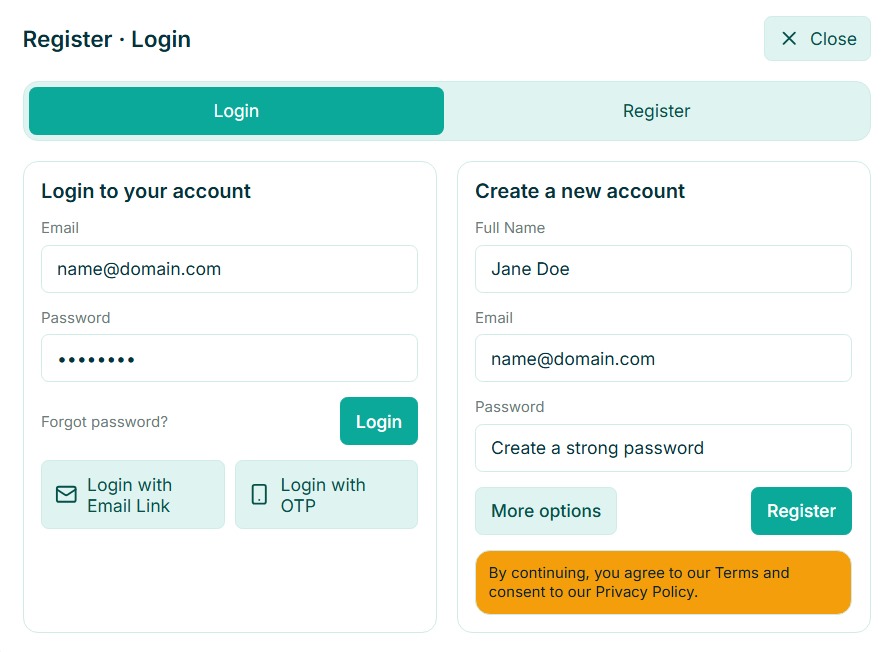 Register · Login
Close
Login
Register
Login to your account
Email
name@domain.com
Password
••••••••
Forgot password?
Login
Login with
Email Link
Login with
OTP
Create a new account
Full Name
Jane Doe
Email
name@domain.com
Password
Create a strong password
More options
Register
By continuing, you agree to our Terms and
consent to our Privacy Policy.